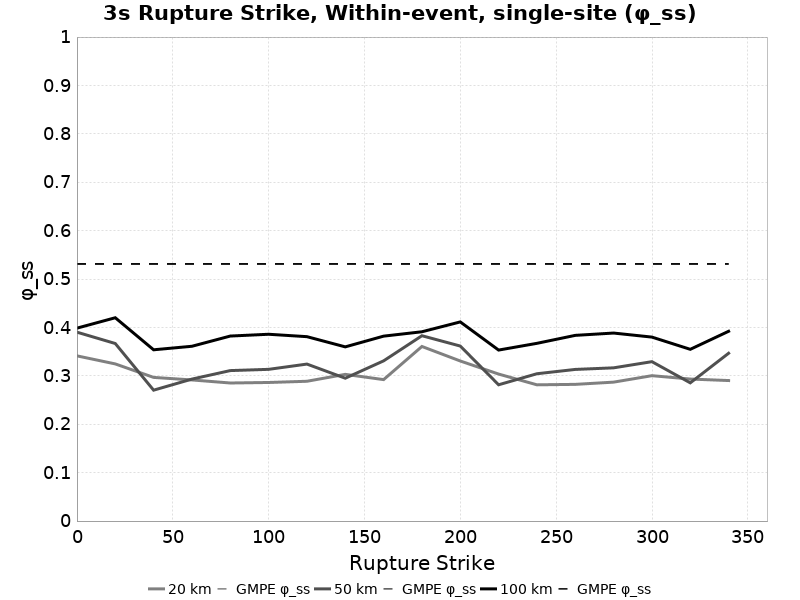 3s Rupture Strike, Within-event, single-site (φ_ss)
1
0.9
0.8
0.7
0.6
0.5
0.4
0.3
0.2
0.1
0
φ_ss
0 50 100 150 200 250 300 350
Rupture Strike
20 km GMPE φ_ss 50 km GMPE φ_ss 100 km GMPE φ_ss